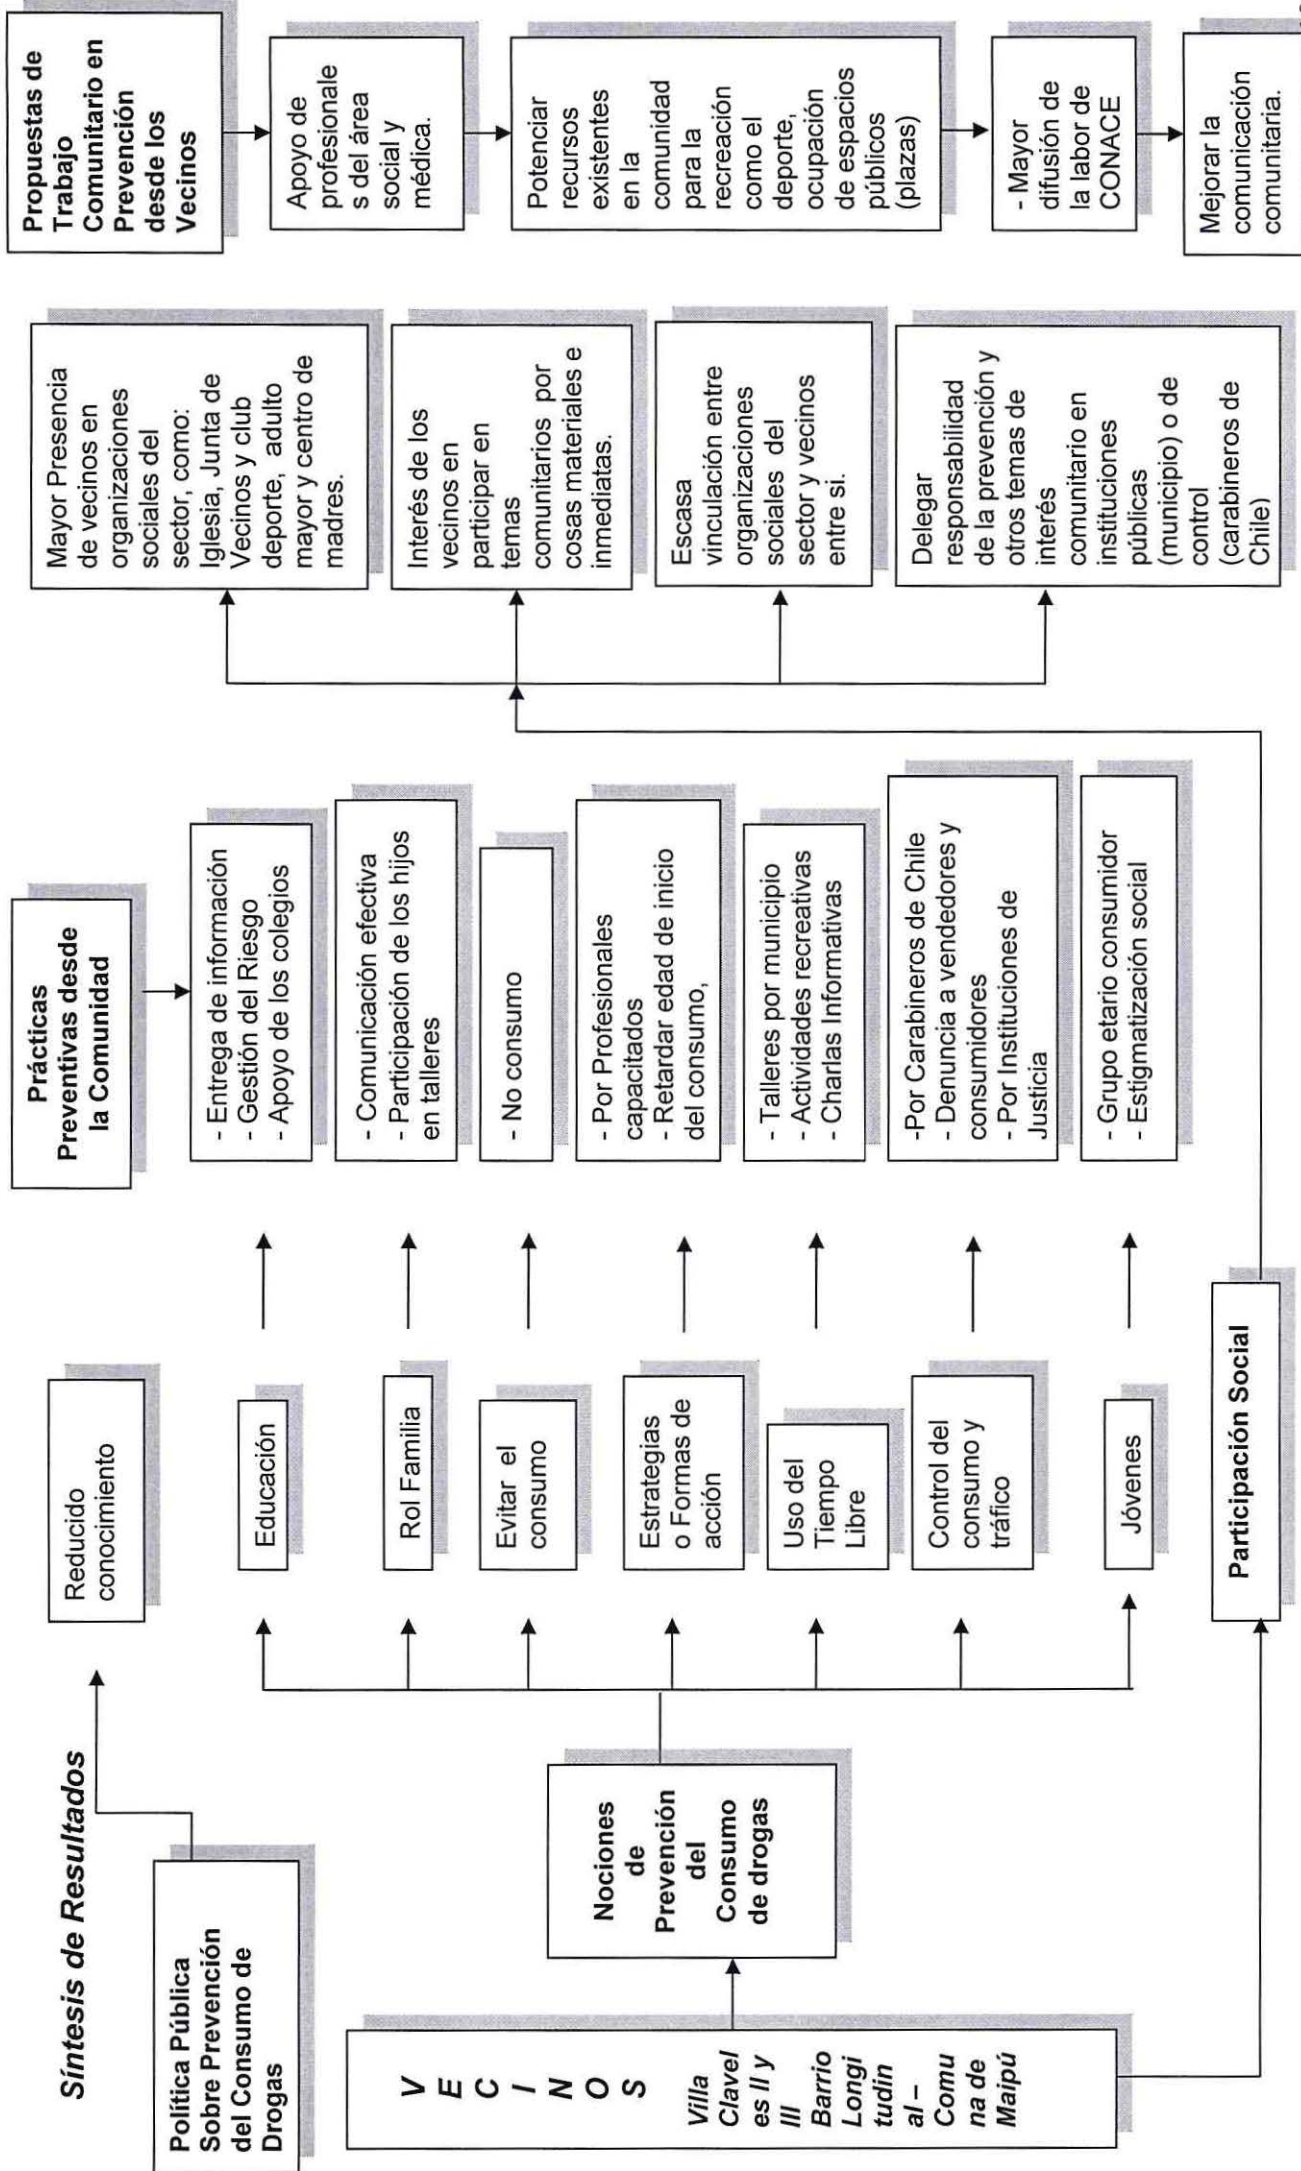 Síntesis de Resultados
Política Pública
Sobre Prevención
del Consumo de
Drogas
Reducido
conocimiento
V
E
C
I
N
O
S
Villa
Clavel
es II y
III
Barrio
Longi
tudin
al –
Comu
na de
Maipú
Nociones
de
Prevención
del
Consumo
de drogas
Educación
Rol Familia
Evitar el
consumo
Estrategias
o Formas de
acción
Uso del
Tiempo
Libre
Control del
consumo y
tráfico
Jóvenes
Participación Social
Prácticas
Preventivas desde
la Comunidad
- Entrega de información
- Gestión del Riesgo
- Apoyo de los colegios
- Comunicación efectiva
- Participación de los hijos
en talleres
- No consumo
- Por Profesionales
capacitados
- Retardar edad de inicio
del consumo,
- Talleres por municipio
- Actividades recreativas
- Charlas Informativas
-Por Carabineros de Chile
- Denuncia a vendedores y
consumidores
- Por Instituciones de
Justicia
- Grupo etario consumidor
- Estigmatización social
Mayor Presencia
de vecinos en
organizaciones
sociales del
sector, como:
Iglesia, Junta de
Vecinos y club
deporte, adulto
mayor y centro de
madres.
Interés de los
vecinos en
participar en
temas
comunitarios por
cosas materiales e
inmediatas.
Escasa
vinculación entre
organizaciones
sociales del
sector y vecinos
entre si.
Delegar
responsabilidad
de la prevención y
otros temas de
interés
comunitario en
instituciones
públicas
(municipio) o de
control
(carabineros de
Chile)
Propuestas de
Trabajo
Comunitario en
Prevención
desde los
Vecinos
Apoyo de
profesionale
s del área
social y
médica.
Potenciar
recursos
existentes
en la
comunidad
para la
recreación
como el
deporte,
ocupación
de espacios
públicos
(plazas)
- Mayor
difusión de
la labor de
CONACE
Mejorar la
comunicación
comunitaria.